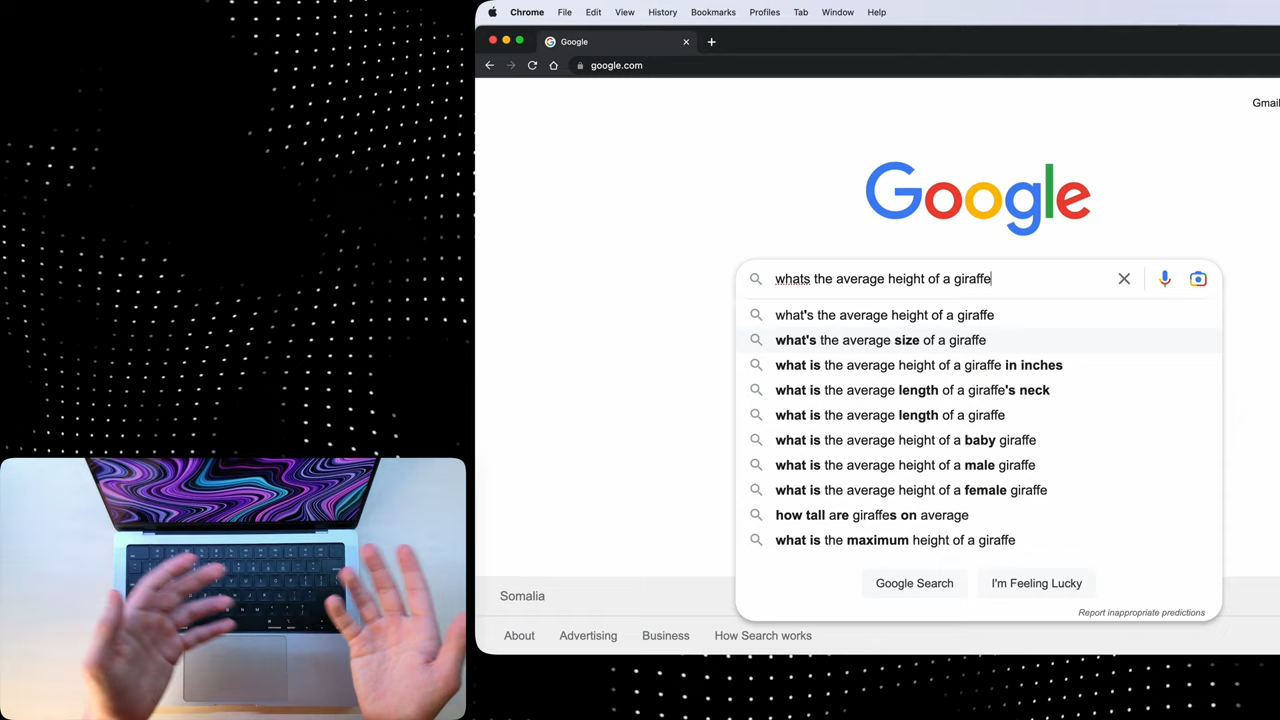 Chrome File Edit View History Bookmarks Profiles Tab Window Help
Google
google.com
Gmail
Google
whats the average height of a giraffe
what's the average height of a giraffe
what's the average size of a giraffe
what is the average height of a giraffe in inches
what is the average length of a giraffe's neck
what is the average length of a giraffe
what is the average height of a baby giraffe
what is the average height of a male giraffe
what is the average height of a female giraffe
how tall are giraffes on average
what is the maximum height of a giraffe
Google Search I'm Feeling Lucky
Report inappropriate predictions
Somalia
About Advertising Business How Search works